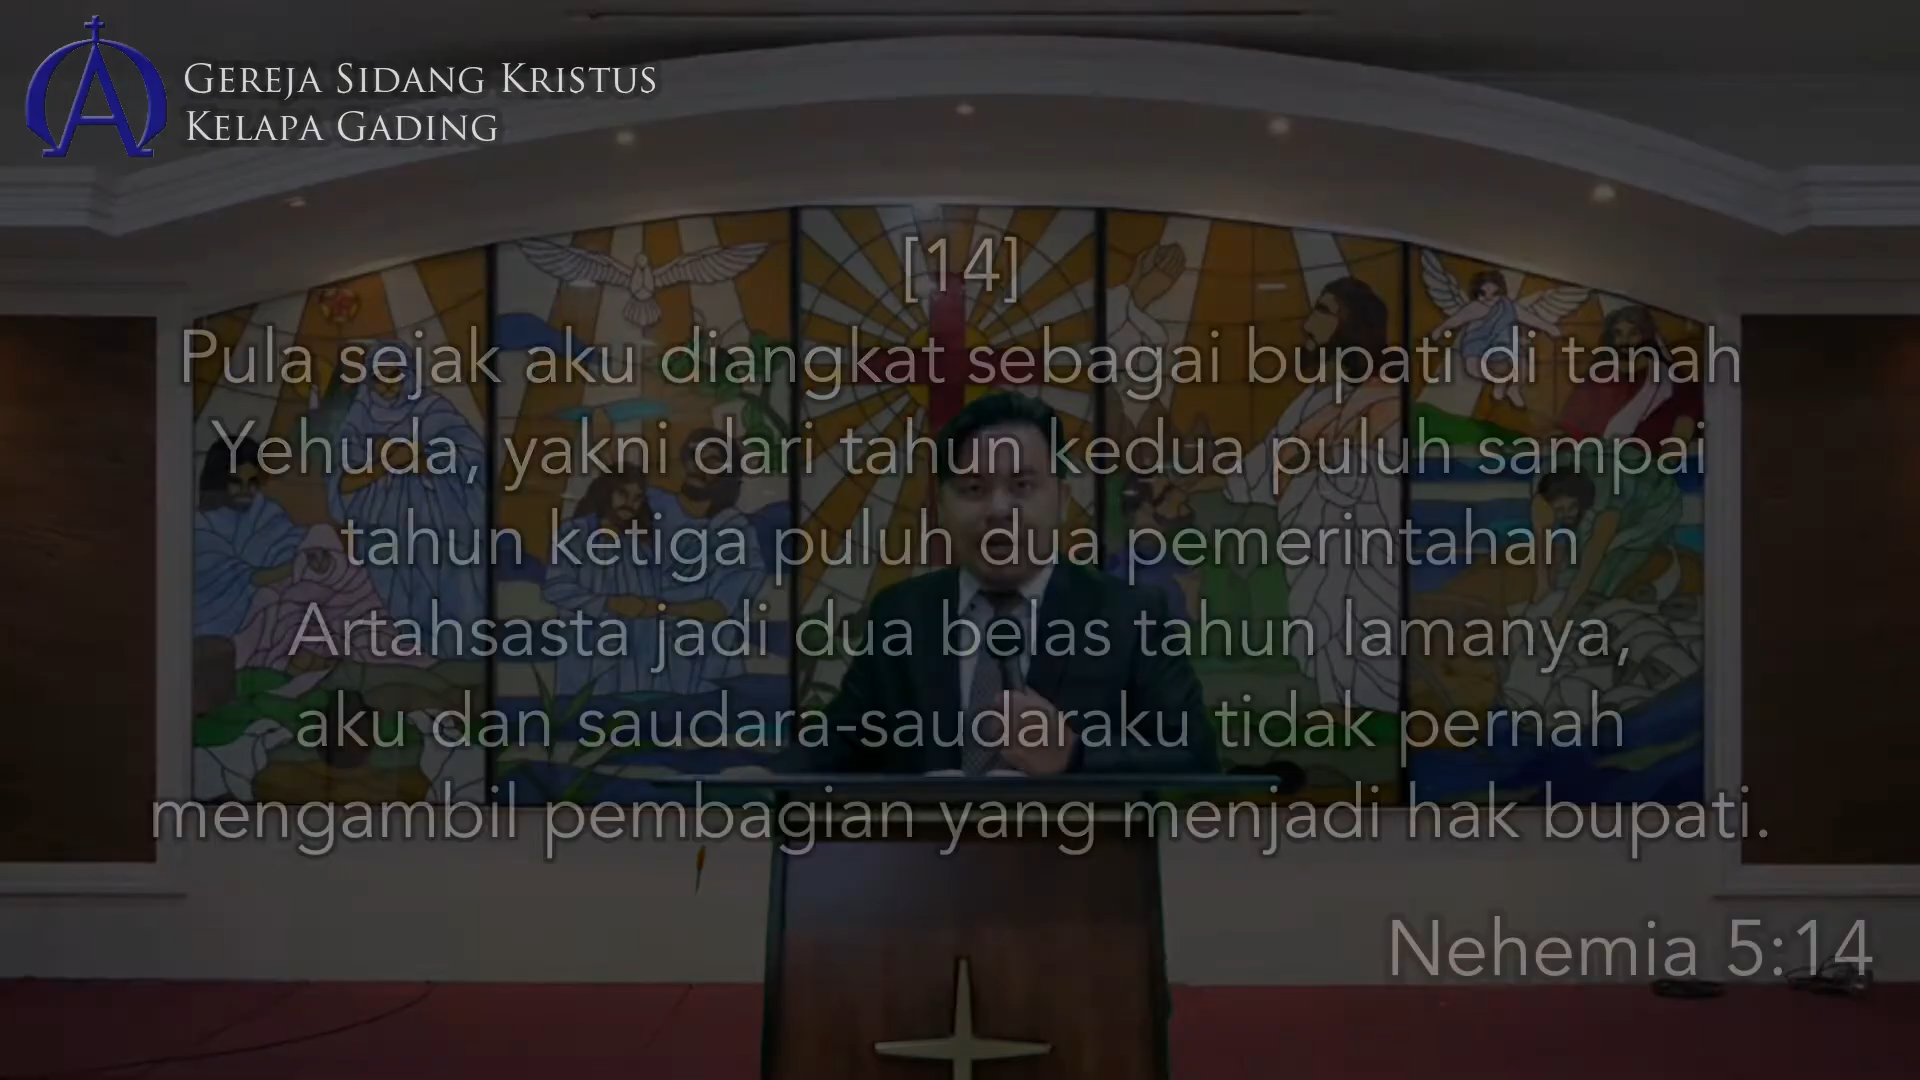 Gereja Sidang Kristus
Kelapa Gading
[14]
Pula sejak aku diangkat sebagai bupati di tanah
Yehuda, yakni dari tahun kedua puluh sampai
tahun ketiga puluh dua pemerintahan
Artahsasta jadi dua belas tahun lamanya,
aku dan saudara-saudaraku tidak pernah
mengambil pembagian yang menjadi hak bupati.
Nehemia 5:14